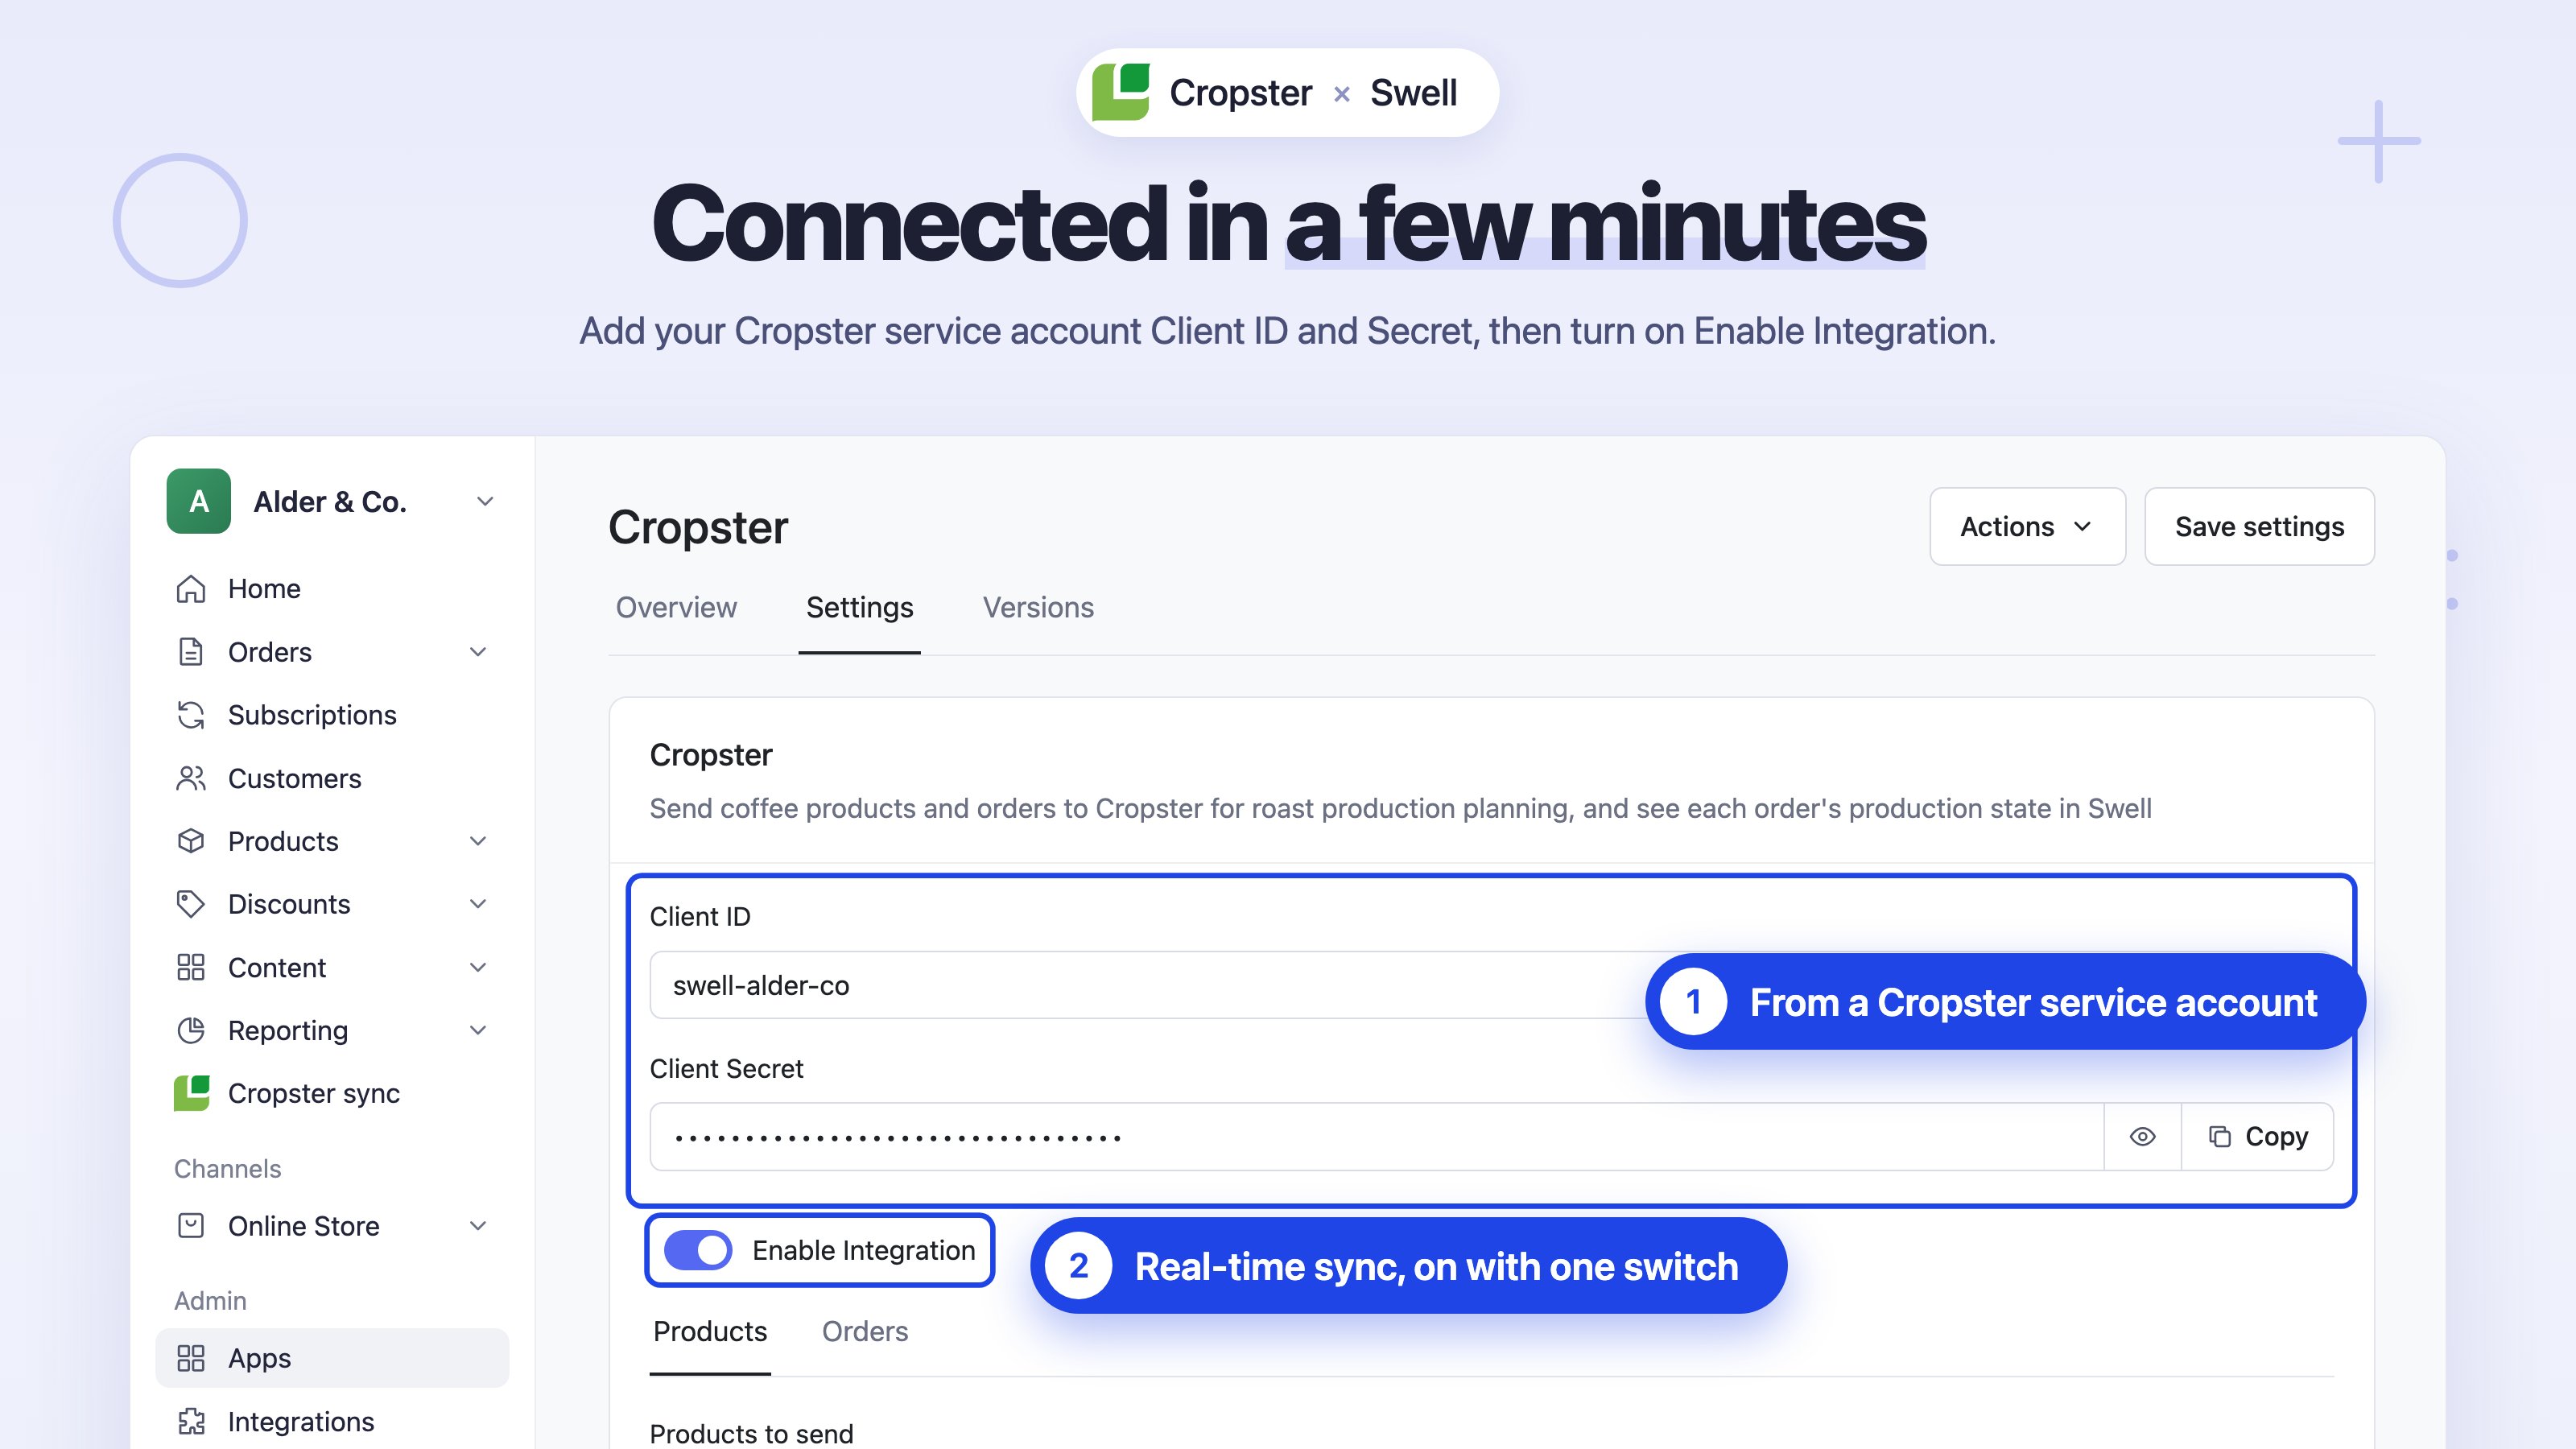 Cropster × Swell
Connected in a few minutes
Add your Cropster service account Client ID and Secret, then turn on Enable Integration.
A
Alder & Co.
Home
Orders
Subscriptions
Customers
Products
Discounts
Content
Reporting
Cropster sync
Channels
Online Store
Admin
Apps
Integrations
Cropster
Actions
Save settings
Overview
Settings
Versions
Cropster
Send coffee products and orders to Cropster for roast production planning, and see each order's production state in Swell
Client ID
swell-alder-co
1 From a Cropster service account
Client Secret
••••••••••••••••••••••••••••••••
Copy
Enable Integration
2 Real-time sync, on with one switch
Products
Orders
Products to send